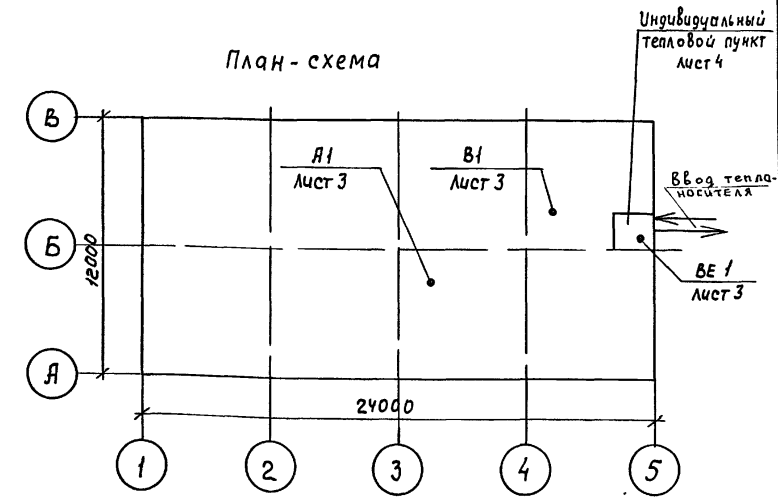 Индивидуальный
тепловой пункт
лист 4
План-схема
В
А1
Лист 3
В1
Лист 3
Ввод тепло-
носителя
Б
12000
ВЕ 1
Лист 3
А
24000
1
2
3
4
5